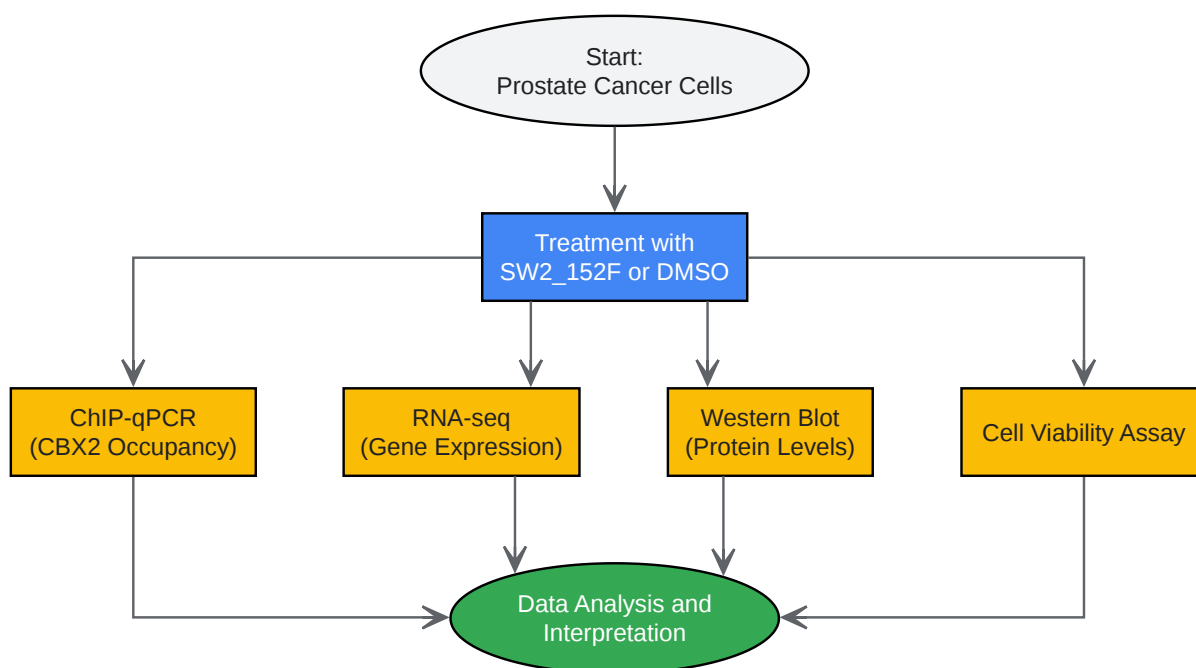 Start:
Prostate Cancer Cells
Treatment with
SW2_152F or DMSO
ChIP-qPCR
(CBX2 Occupancy)
RNA-seq
(Gene Expression)
Western Blot
(Protein Levels)
Cell Viability Assay
Data Analysis and
Interpretation